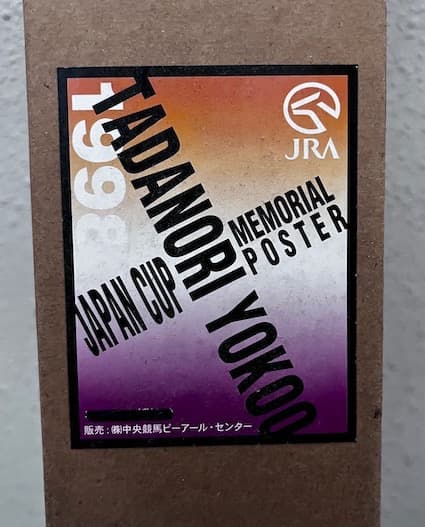 1998
JRA
TADANORI YOKOO
JAPAN CUP
MEMORIAL
POSTER
販売:㈱中央競馬ピーアール・センター